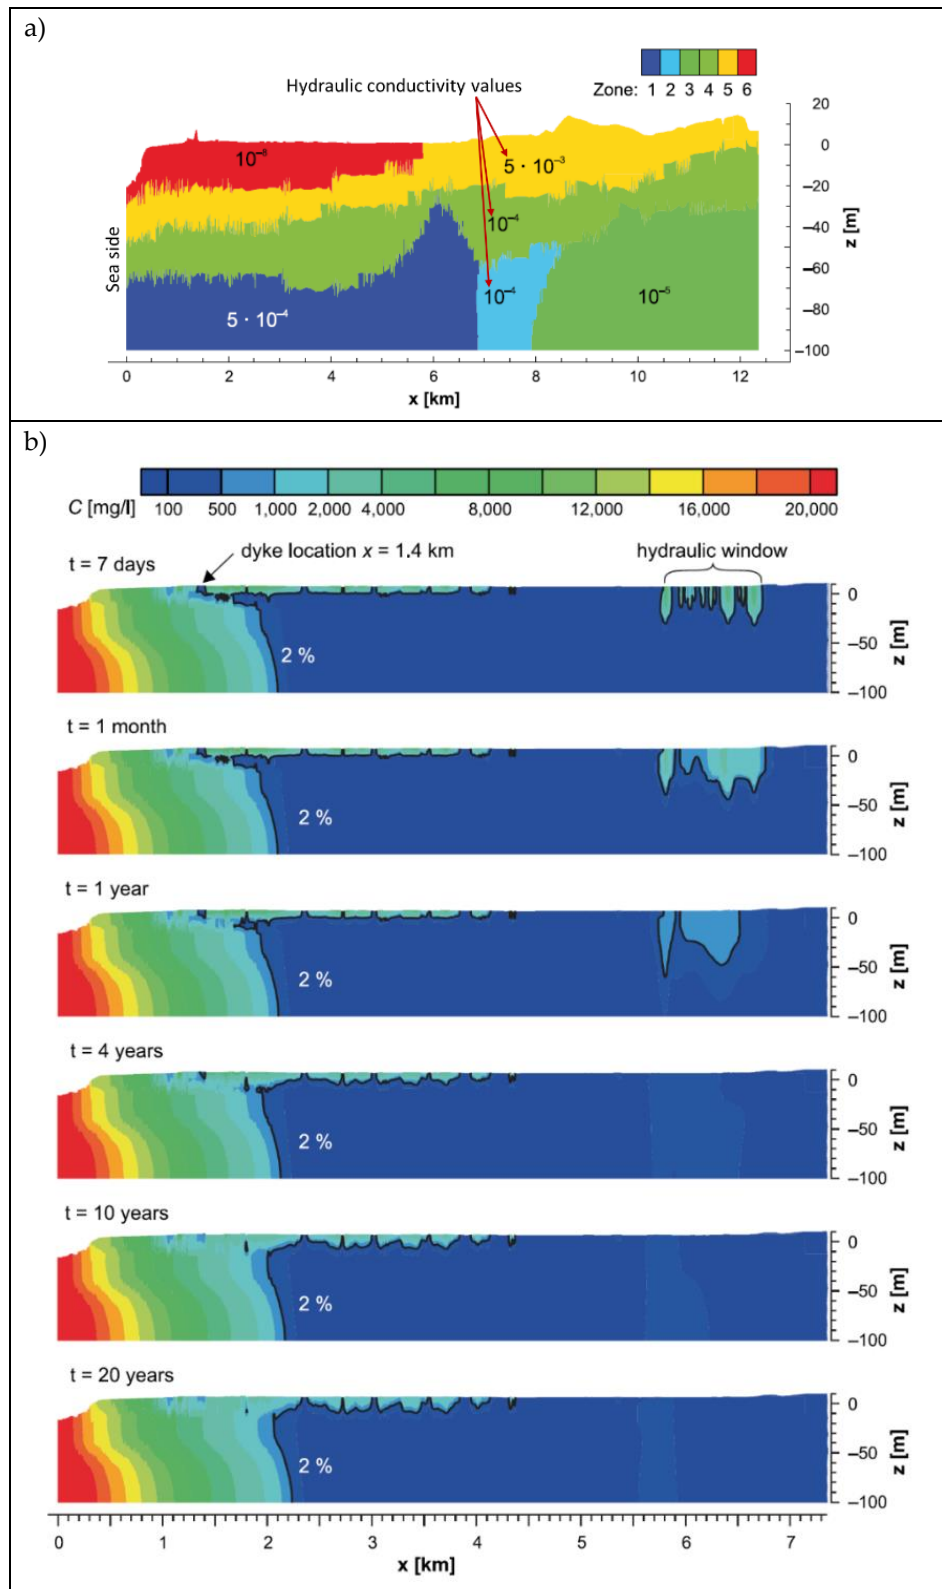 a)
Hydraulic conductivity values
Zone: 1 2 3 4 5 6
20
0
−20
−40
−60
−80
−100
z [m]
10⁻⁸
5 · 10⁻³
10⁻⁴
10⁻⁴
10⁻⁵
5 · 10⁻⁴
Sea side
0 2 4 6 8 10 12
x [km]
b)
C [mg/l] 100 500 1,000 2,000 4,000 8,000 12,000 16,000 20,000
dyke location x = 1.4 km
hydraulic window
t = 7 days
2 %
0
−50
−100
z [m]
t = 1 month
2 %
0
−50
−100
z [m]
t = 1 year
2 %
0
−50
−100
z [m]
t = 4 years
2 %
0
−50
−100
z [m]
t = 10 years
2 %
0
−50
−100
z [m]
t = 20 years
2 %
0
−50
−100
z [m]
0 1 2 3 4 5 6 7
x [km]